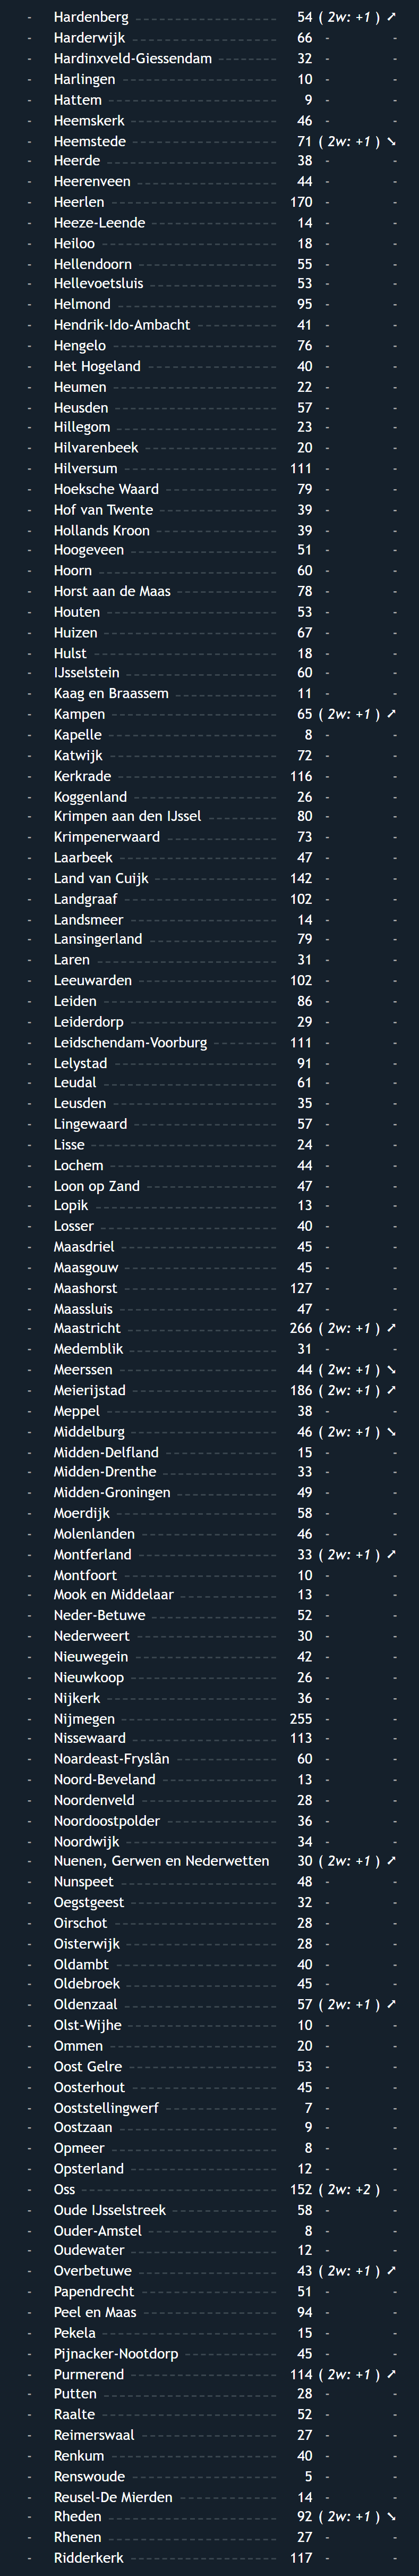 - Hardenberg 54 ( 2w: +1 ) ➚
- Harderwijk 66 - -
- Hardinxveld-Giessendam 32 - -
- Harlingen 10 - -
- Hattem 9 - -
- Heemskerk 46 - -
- Heemstede 71 ( 2w: +1 ) ➘
- Heerde 38 - -
- Heerenveen 44 - -
- Heerlen 170 - -
- Heeze-Leende 14 - -
- Heiloo 18 - -
- Hellendoorn 55 - -
- Hellevoetsluis 53 - -
- Helmond 95 - -
- Hendrik-Ido-Ambacht 41 - -
- Hengelo 76 - -
- Het Hogeland 40 - -
- Heumen 22 - -
- Heusden 57 - -
- Hillegom 23 - -
- Hilvarenbeek 20 - -
- Hilversum 111 - -
- Hoeksche Waard 79 - -
- Hof van Twente 39 - -
- Hollands Kroon 39 - -
- Hoogeveen 51 - -
- Hoorn 60 - -
- Horst aan de Maas 78 - -
- Houten 53 - -
- Huizen 67 - -
- Hulst 18 - -
- IJsselstein 60 - -
- Kaag en Braassem 11 - -
- Kampen 65 ( 2w: +1 ) ➚
- Kapelle 8 - -
- Katwijk 72 - -
- Kerkrade 116 - -
- Koggenland 26 - -
- Krimpen aan den IJssel 80 - -
- Krimpenerwaard 73 - -
- Laarbeek 47 - -
- Land van Cuijk 142 - -
- Landgraaf 102 - -
- Landsmeer 14 - -
- Lansingerland 79 - -
- Laren 31 - -
- Leeuwarden 102 - -
- Leiden 86 - -
- Leiderdorp 29 - -
- Leidschendam-Voorburg 111 - -
- Lelystad 91 - -
- Leudal 61 - -
- Leusden 35 - -
- Lingewaard 57 - -
- Lisse 24 - -
- Lochem 44 - -
- Loon op Zand 47 - -
- Lopik 13 - -
- Losser 40 - -
- Maasdriel 45 - -
- Maasgouw 45 - -
- Maashorst 127 - -
- Maassluis 47 - -
- Maastricht 266 ( 2w: +1 ) ➚
- Medemblik 31 - -
- Meerssen 44 ( 2w: +1 ) ➘
- Meierijstad 186 ( 2w: +1 ) ➚
- Meppel 38 - -
- Middelburg 46 ( 2w: +1 ) ➘
- Midden-Delfland 15 - -
- Midden-Drenthe 33 - -
- Midden-Groningen 49 - -
- Moerdijk 58 - -
- Molenlanden 46 - -
- Montferland 33 ( 2w: +1 ) ➚
- Montfoort 10 - -
- Mook en Middelaar 13 - -
- Neder-Betuwe 52 - -
- Nederweert 30 - -
- Nieuwegein 42 - -
- Nieuwkoop 26 - -
- Nijkerk 36 - -
- Nijmegen 255 - -
- Nissewaard 113 - -
- Noardeast-Fryslân 60 - -
- Noord-Beveland 13 - -
- Noordenveld 28 - -
- Noordoostpolder 36 - -
- Noordwijk 34 - -
- Nuenen, Gerwen en Nederwetten 30 ( 2w: +1 ) ➚
- Nunspeet 48 - -
- Oegstgeest 32 - -
- Oirschot 28 - -
- Oisterwijk 28 - -
- Oldambt 40 - -
- Oldebroek 45 - -
- Oldenzaal 57 ( 2w: +1 ) ➚
- Olst-Wijhe 10 - -
- Ommen 20 - -
- Oost Gelre 53 - -
- Oosterhout 45 - -
- Ooststellingwerf 7 - -
- Oostzaan 9 - -
- Opmeer 8 - -
- Opsterland 12 - -
- Oss 152 ( 2w: +2 ) -
- Oude IJsselstreek 58 - -
- Ouder-Amstel 8 - -
- Oudewater 12 - -
- Overbetuwe 43 ( 2w: +1 ) ➚
- Papendrecht 51 - -
- Peel en Maas 94 - -
- Pekela 15 - -
- Pijnacker-Nootdorp 45 - -
- Purmerend 114 ( 2w: +1 ) ➚
- Putten 28 - -
- Raalte 52 - -
- Reimerswaal 27 - -
- Renkum 40 - -
- Renswoude 5 - -
- Reusel-De Mierden 14 - -
- Rheden 92 ( 2w: +1 ) ➘
- Rhenen 27 - -
- Ridderkerk 117 - -